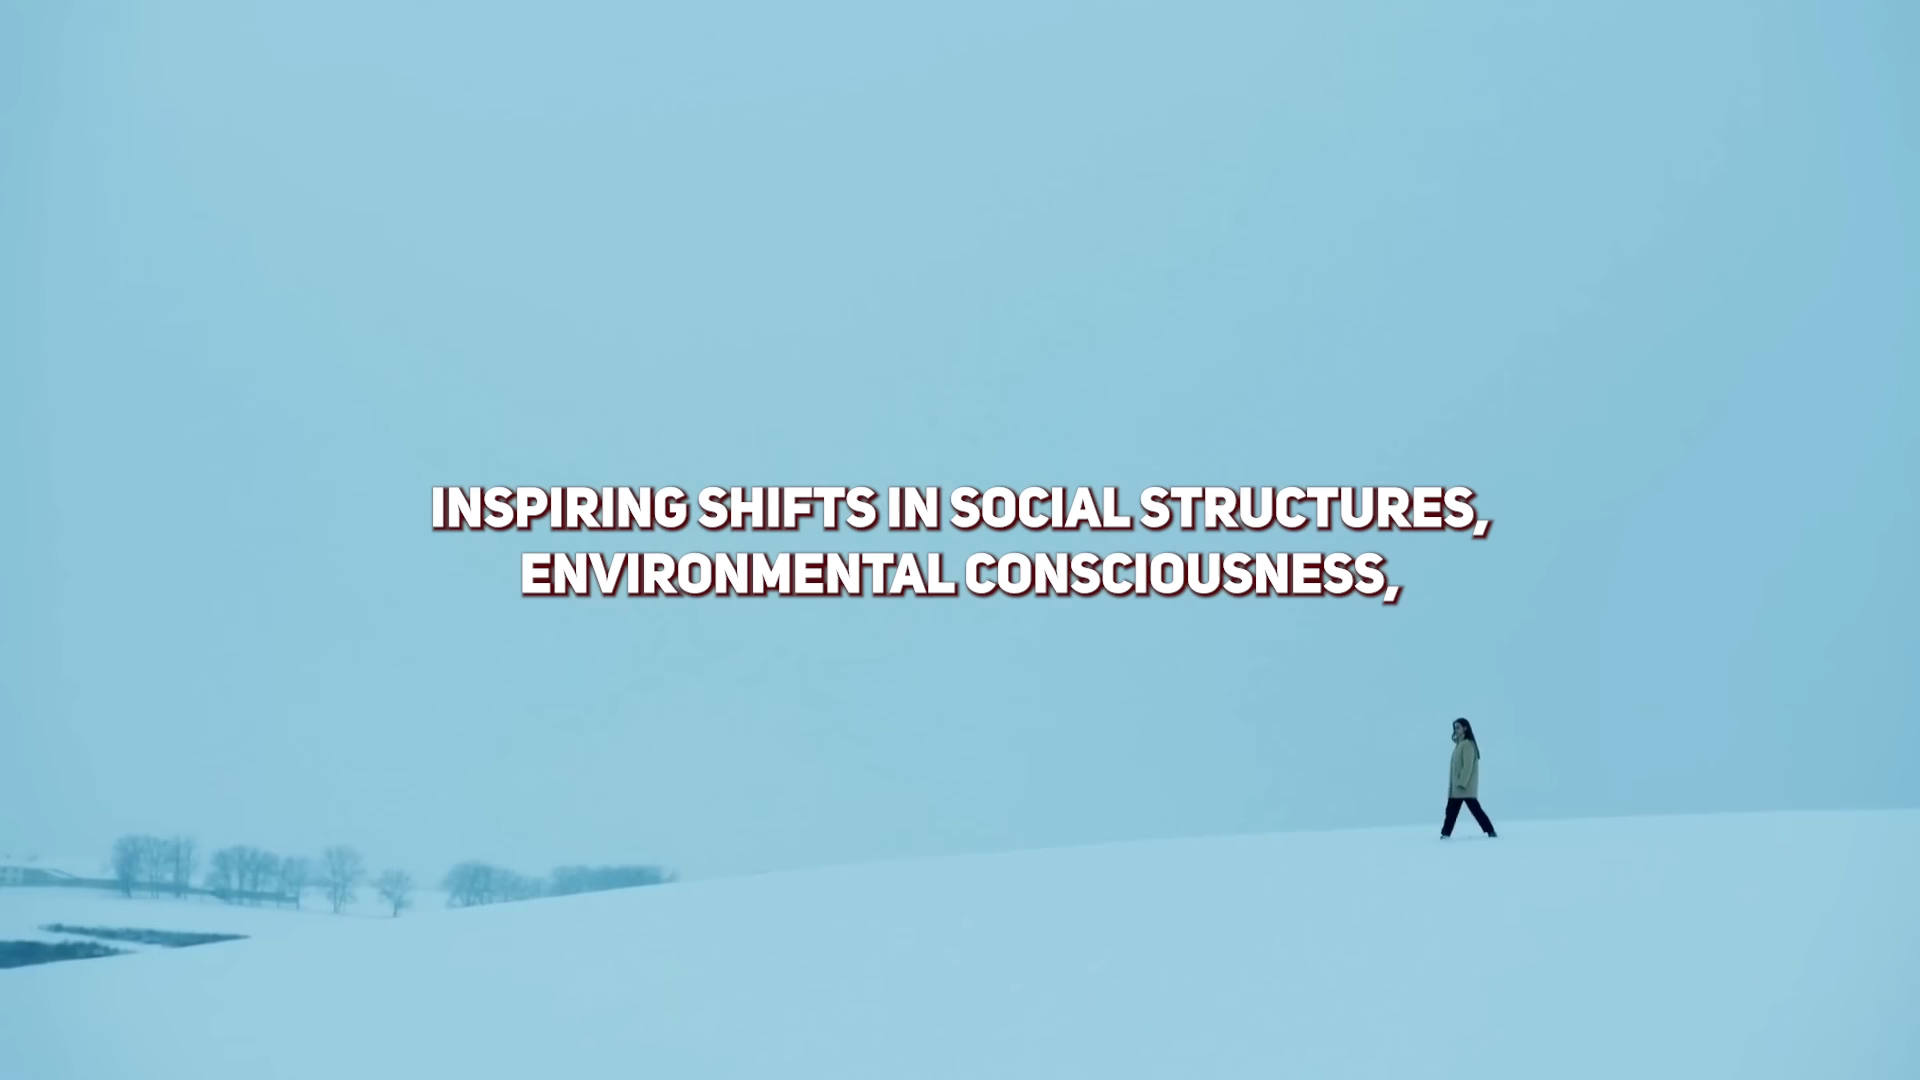 INSPIRING SHIFTS IN SOCIAL STRUCTURES,
ENVIRONMENTAL CONSCIOUSNESS,